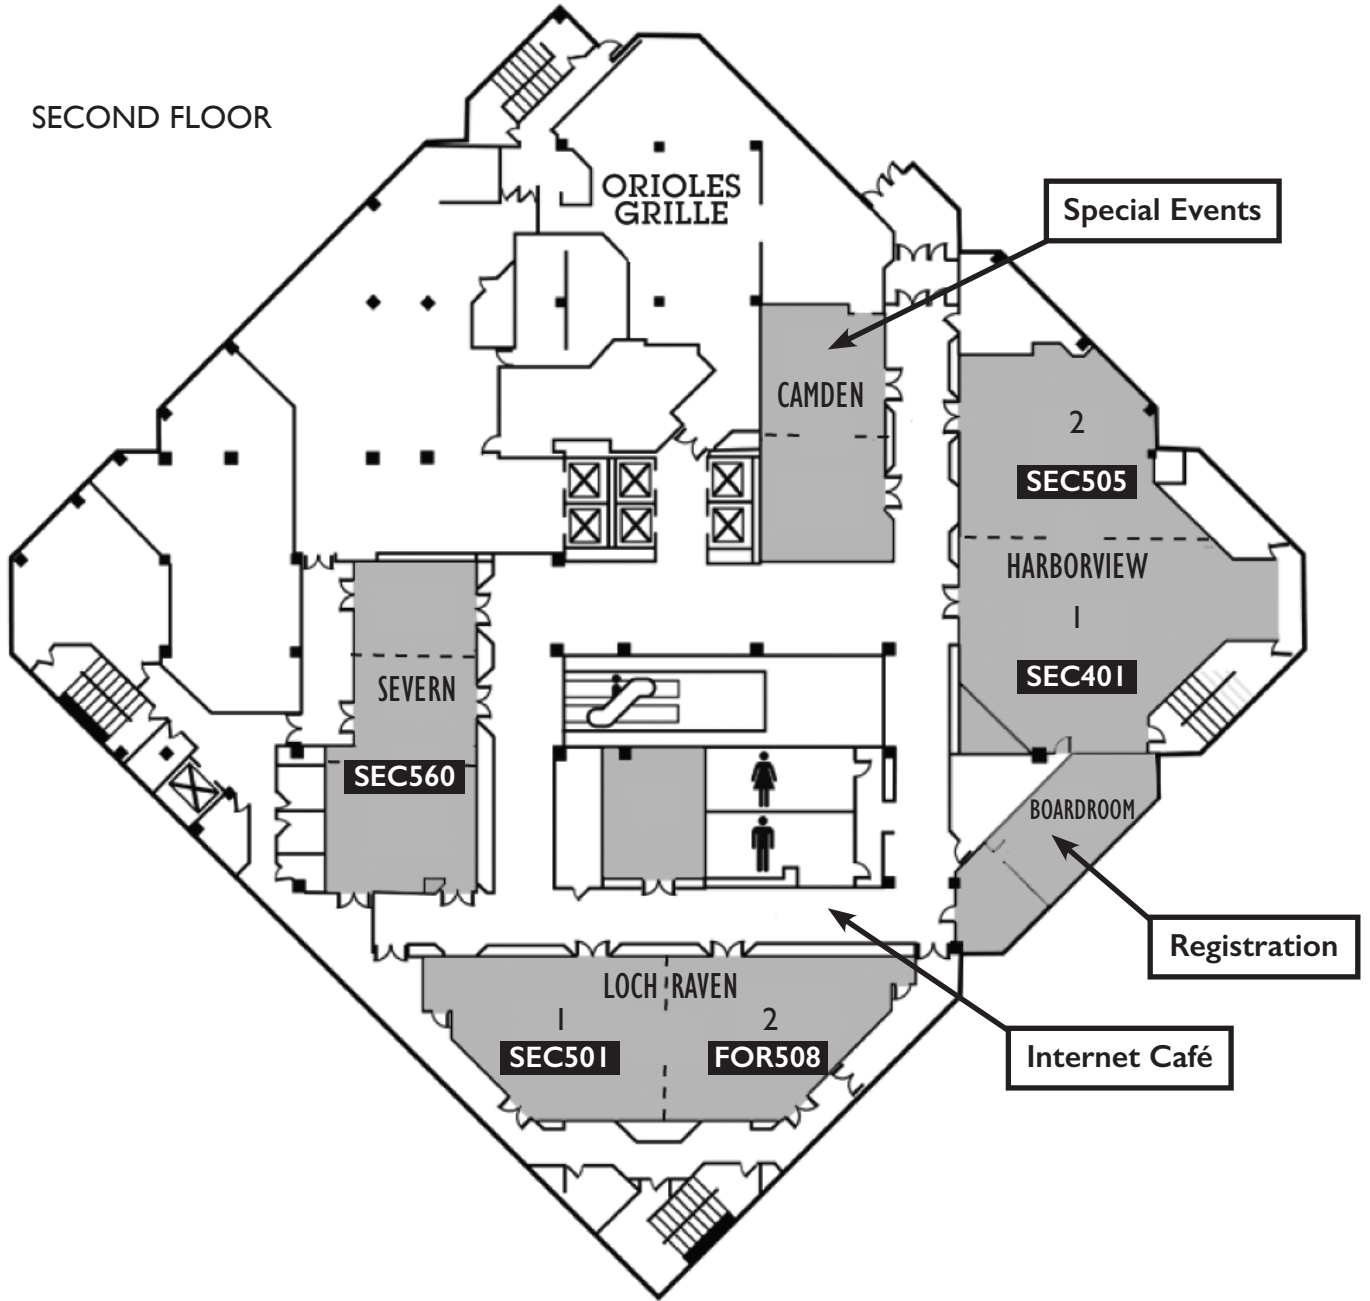 SECOND FLOOR
ORIOLES
GRILLE
Special Events
CAMDEN
2
SEC505
HARBORVIEW
1
SEC401
SEVERN
SEC560
BOARDROOM
Registration
LOCH RAVEN
1
2
SEC501
FOR508
Internet Café